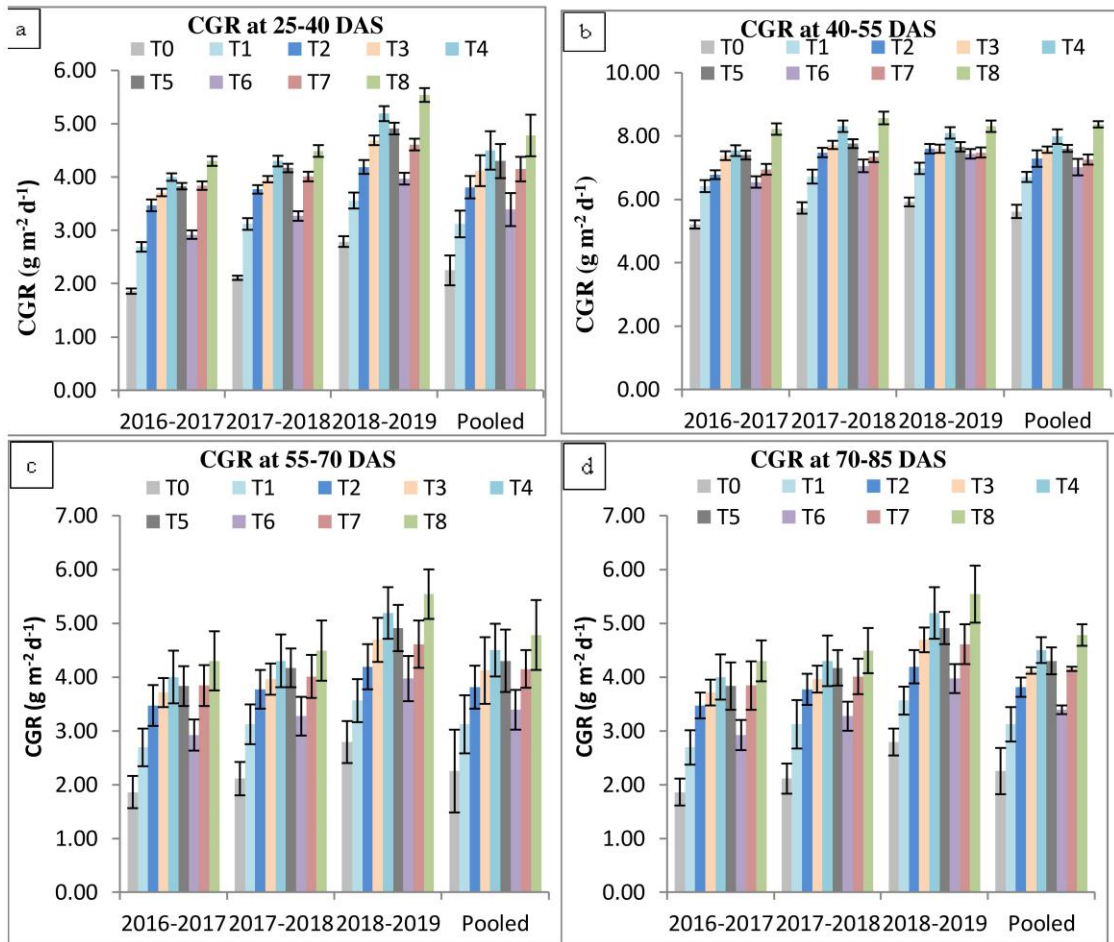 a
CGR at 25-40 DAS
T0 T1 T2 T3 T4
T5 T6 T7 T8
CGR (g m-2 d-1)
6.00
5.00
4.00
3.00
2.00
1.00
0.00
2016-2017 2017-2018 2018-2019 Pooled
b
CGR at 40-55 DAS
T0 T1 T2 T3 T4
T5 T6 T7 T8
CGR (g m-2 d-1)
10.00
8.00
6.00
4.00
2.00
0.00
2016-2017 2017-2018 2018-2019 Pooled
c
CGR at 55-70 DAS
T0 T1 T2 T3 T4
T5 T6 T7 T8
CGR (g m-2 d-1)
7.00
6.00
5.00
4.00
3.00
2.00
1.00
0.00
2016-2017 2017-2018 2018-2019 Pooled
d
CGR at 70-85 DAS
T0 T1 T2 T3 T4
T5 T6 T7 T8
CGR (g m-2 d-1)
7.00
6.00
5.00
4.00
3.00
2.00
1.00
0.00
2016-2017 2017-2018 2018-2019 Pooled